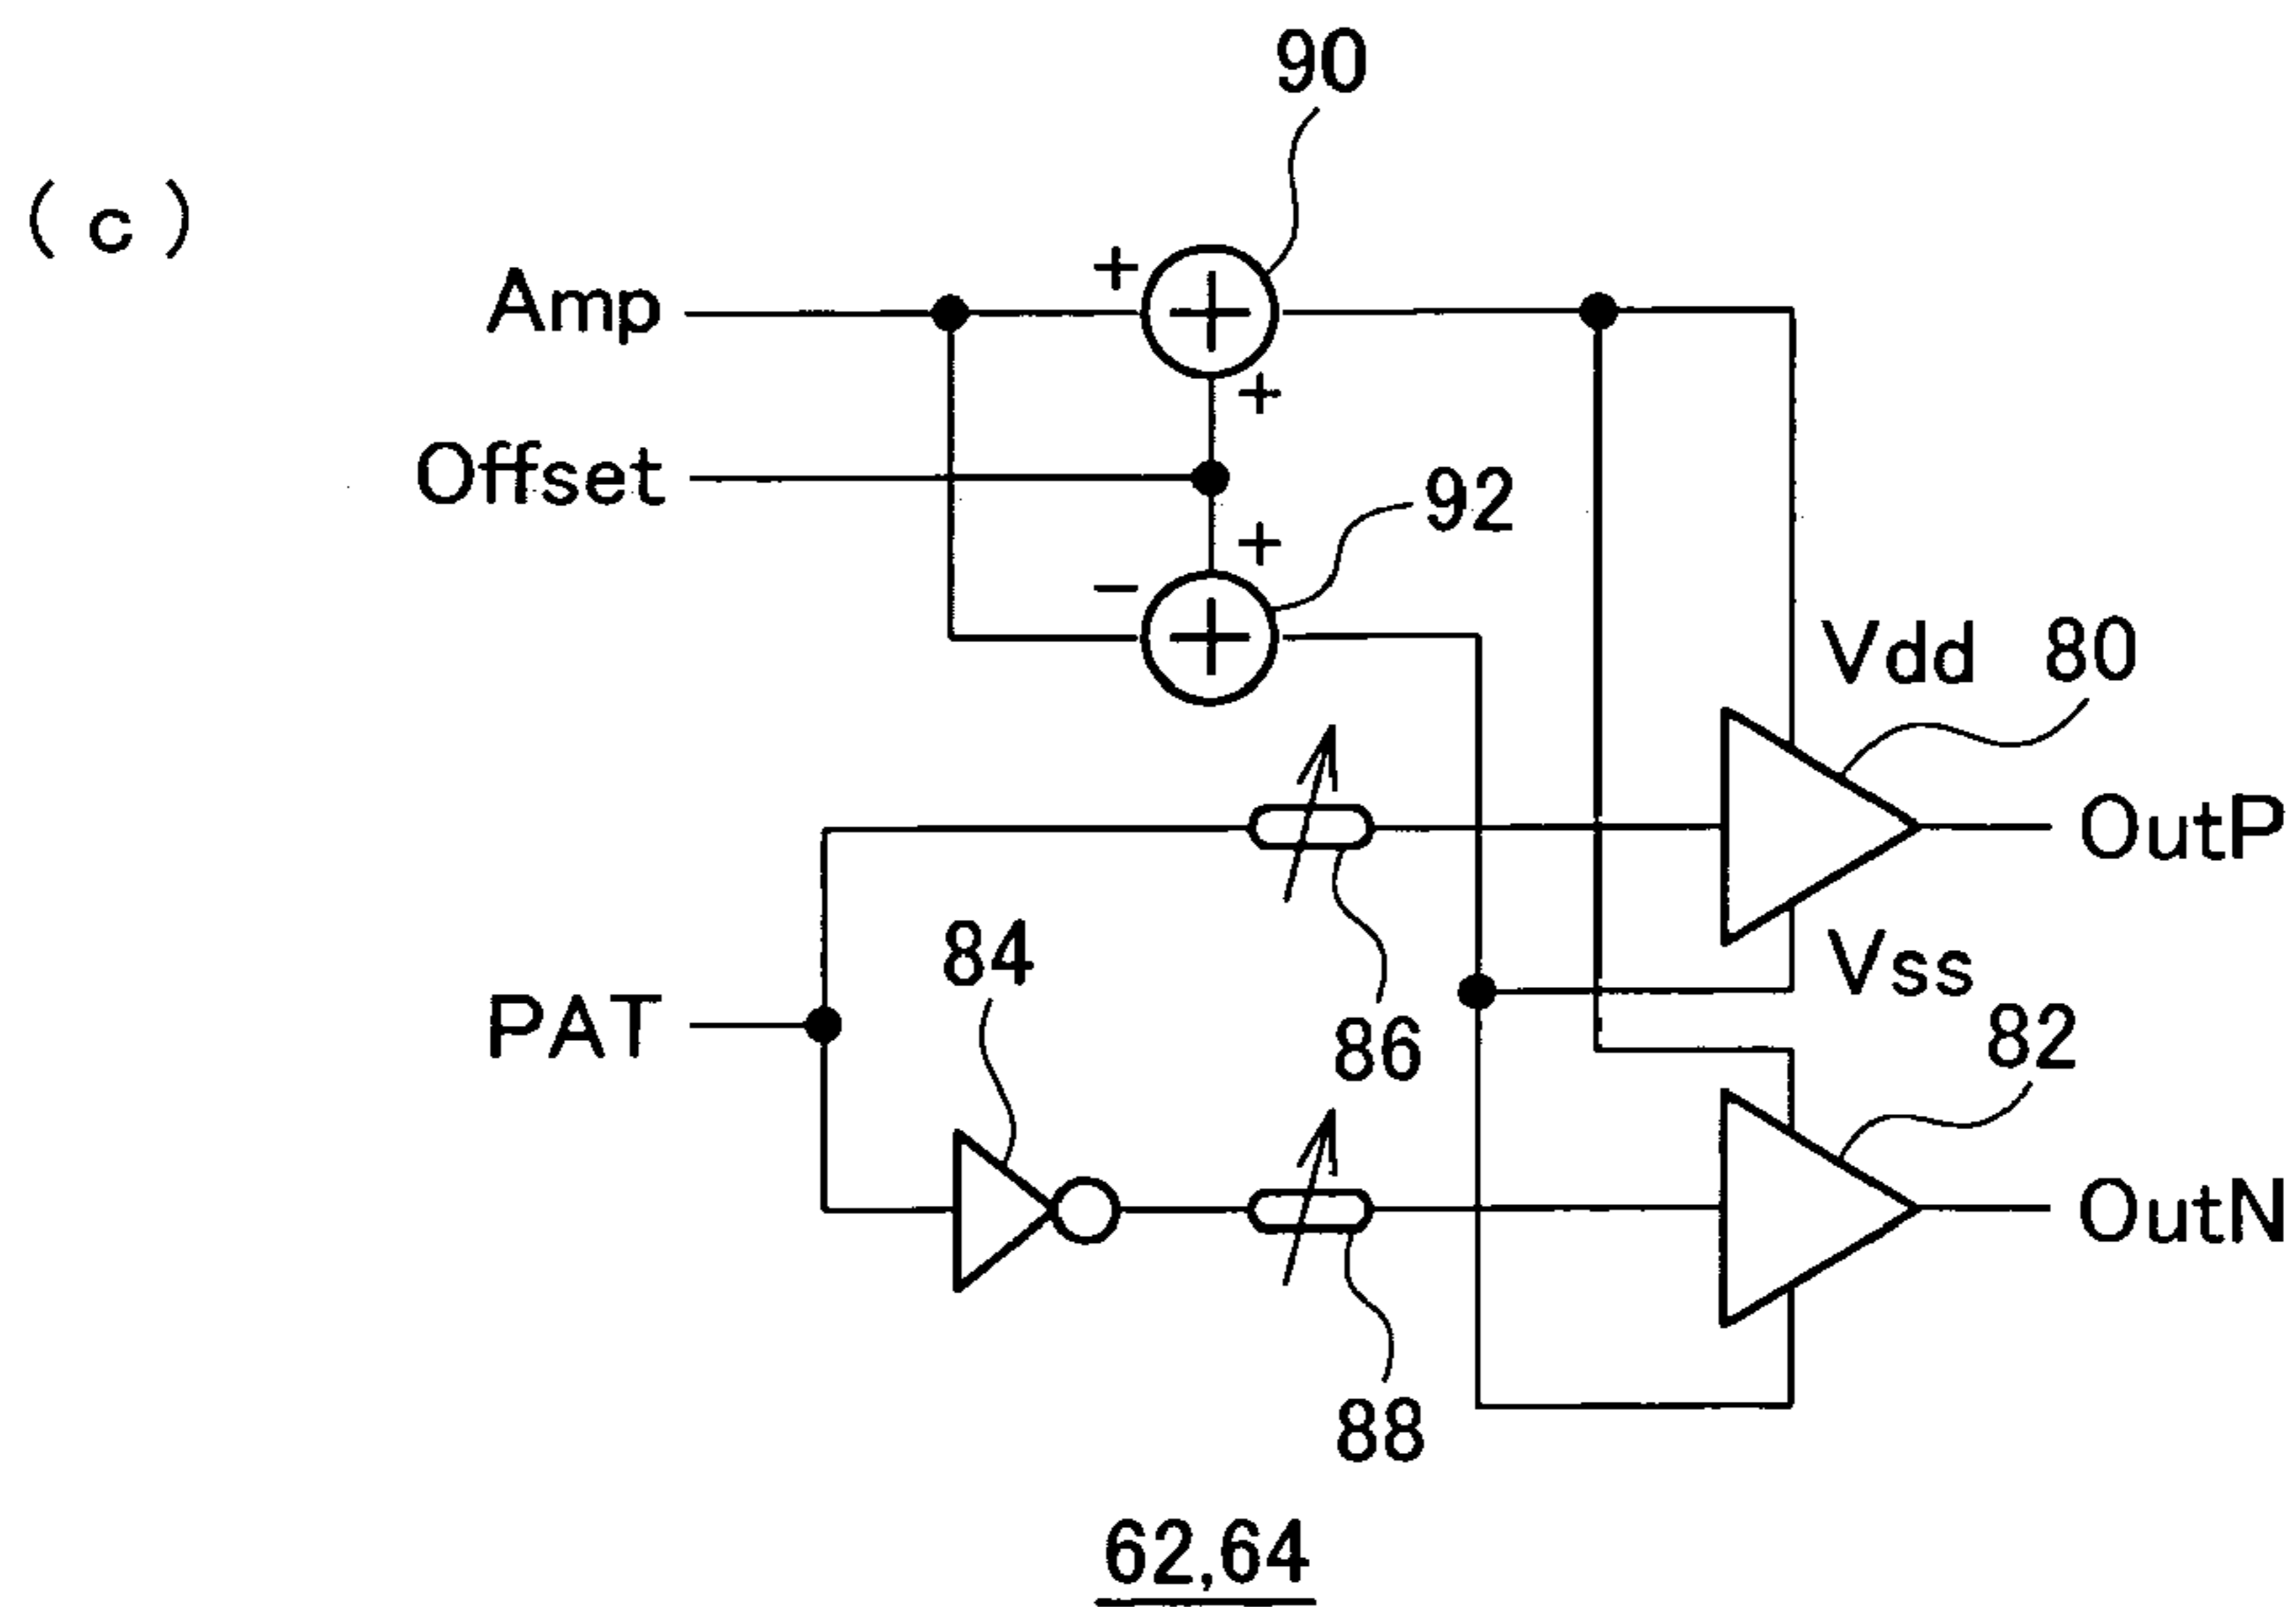 90
( c )
+
Amp
+
Offset
92
+
−
Vdd
80
OutP
84
Vss
PAT
86
82
OutN
88
62,64